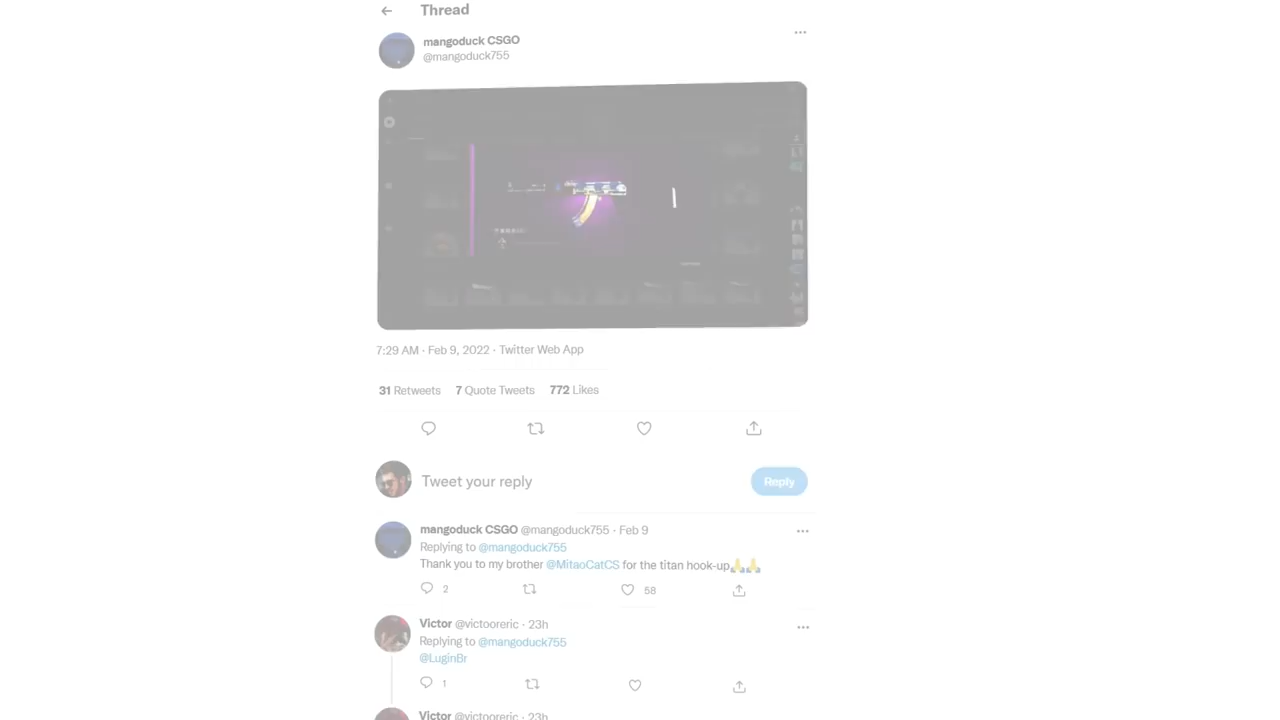 Thread
mangoduck CSGO
@mangoduck755
7:29 AM · Feb 9, 2022 · Twitter Web App
31 Retweets 7 Quote Tweets 772 Likes
Tweet your reply
Reply
mangoduck CSGO @mangoduck755 · Feb 9
Replying to @mangoduck755
Thank you to my brother @MitaoCatCS for the titan hook-up🙏🙏
2 58
Victor @victooreric · 23h
Replying to @mangoduck755
@LuginBr
1
Victor @victooreric · 23h